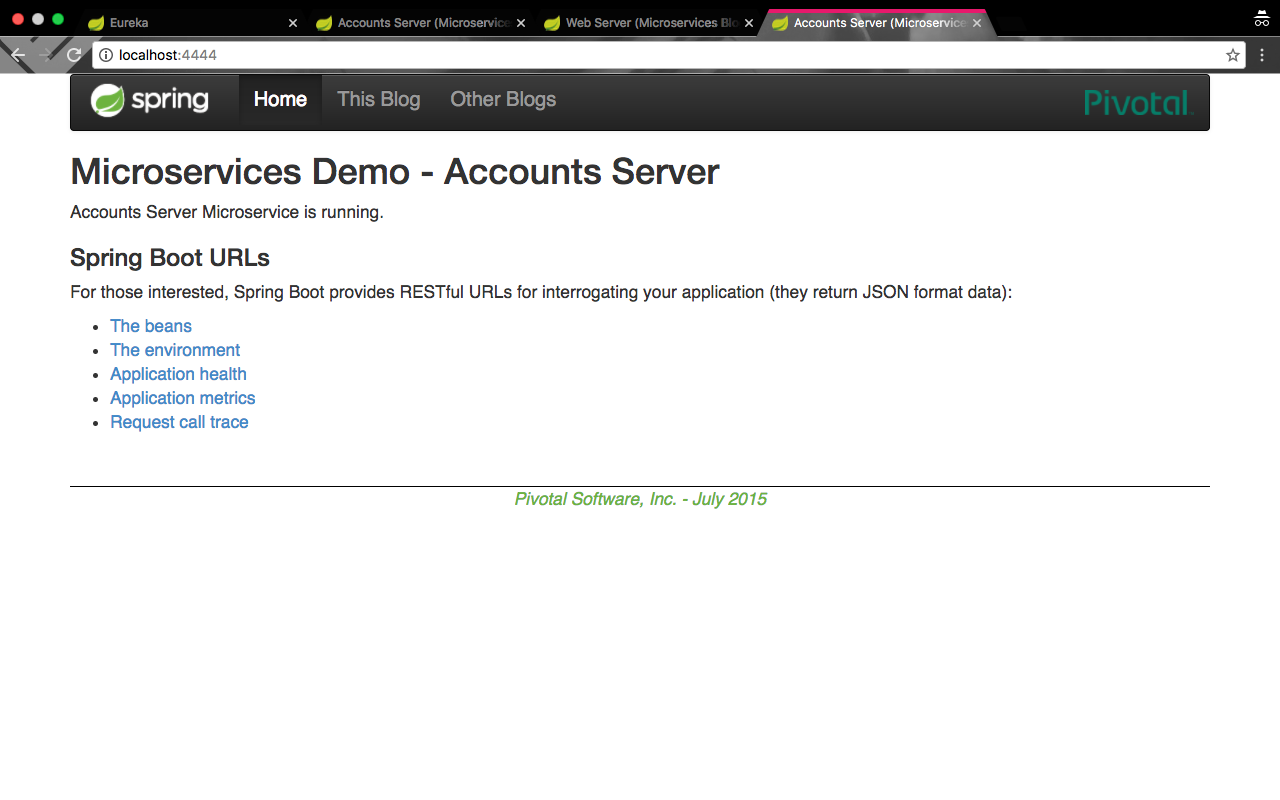 Eureka
Accounts Server (Microservice
Web Server (Microservices Blo
Accounts Server (Microservice
localhost:4444
spring
Home
This Blog
Other Blogs
Pivotal
Microservices Demo - Accounts Server
Accounts Server Microservice is running.
Spring Boot URLs
For those interested, Spring Boot provides RESTful URLs for interrogating your application (they return JSON format data):
The beans
The environment
Application health
Application metrics
Request call trace
Pivotal Software, Inc. - July 2015